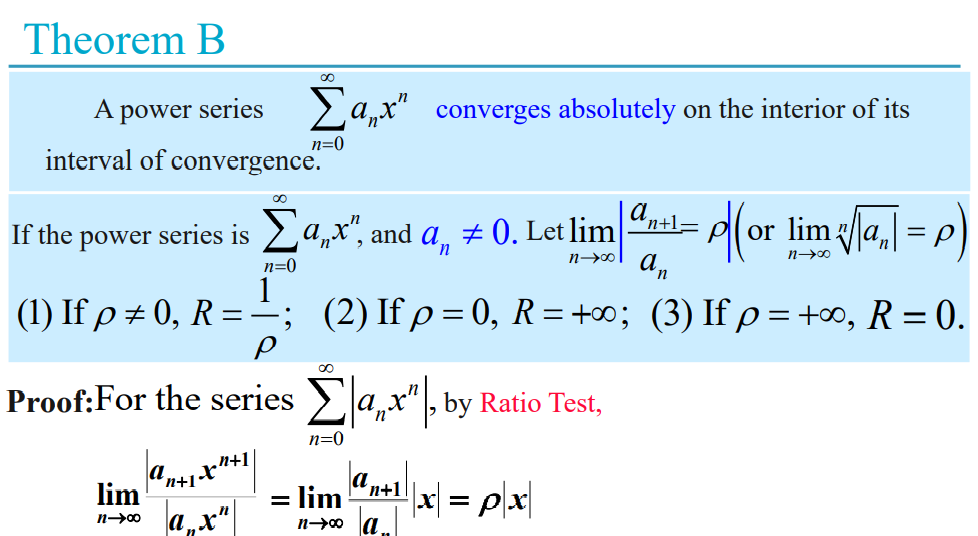 Theorem B
A power series $\sum_{n=0}^{\infty} a_n x^n$ converges absolutely on the interior of its
interval of convergence.
If the power series is $\sum_{n=0}^{\infty} a_n x^n$, and $a_n \neq 0$. Let $\lim_{n\to\infty} \left| \frac{a_{n+1}}{a_n} = \rho \right|$ (or $\lim_{n\to\infty} \sqrt[n]{|a_n|} = \rho$)
(1) If $\rho \neq 0$, $R = \frac{1}{\rho}$; (2) If $\rho = 0$, $R = +\infty$; (3) If $\rho = +\infty$, $R = 0$.
Proof:For the series $\sum_{n=0}^{\infty} |a_n x^n|$, by Ratio Test,
$\lim_{n\to\infty} \frac{|a_{n+1} x^{n+1}|}{|a_n x^n|} = \lim_{n\to\infty} \frac{|a_{n+1}|}{|a_n|} |x| = \rho |x|$